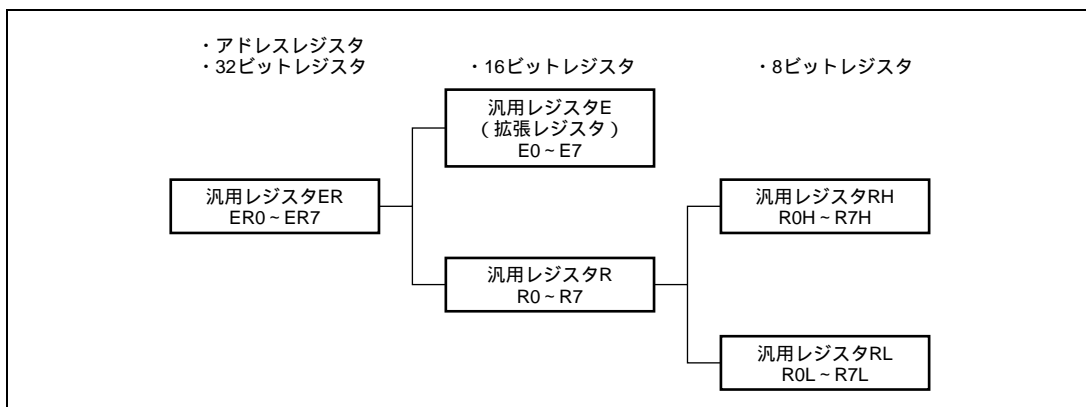 ・アドレスレジスタ
・32ビットレジスタ
・16ビットレジスタ
・8ビットレジスタ
汎用レジスタE
(拡張レジスタ)
E0~E7
汎用レジスタER
ER0~ER7
汎用レジスタRH
R0H~R7H
汎用レジスタR
R0~R7
汎用レジスタRL
R0L~R7L